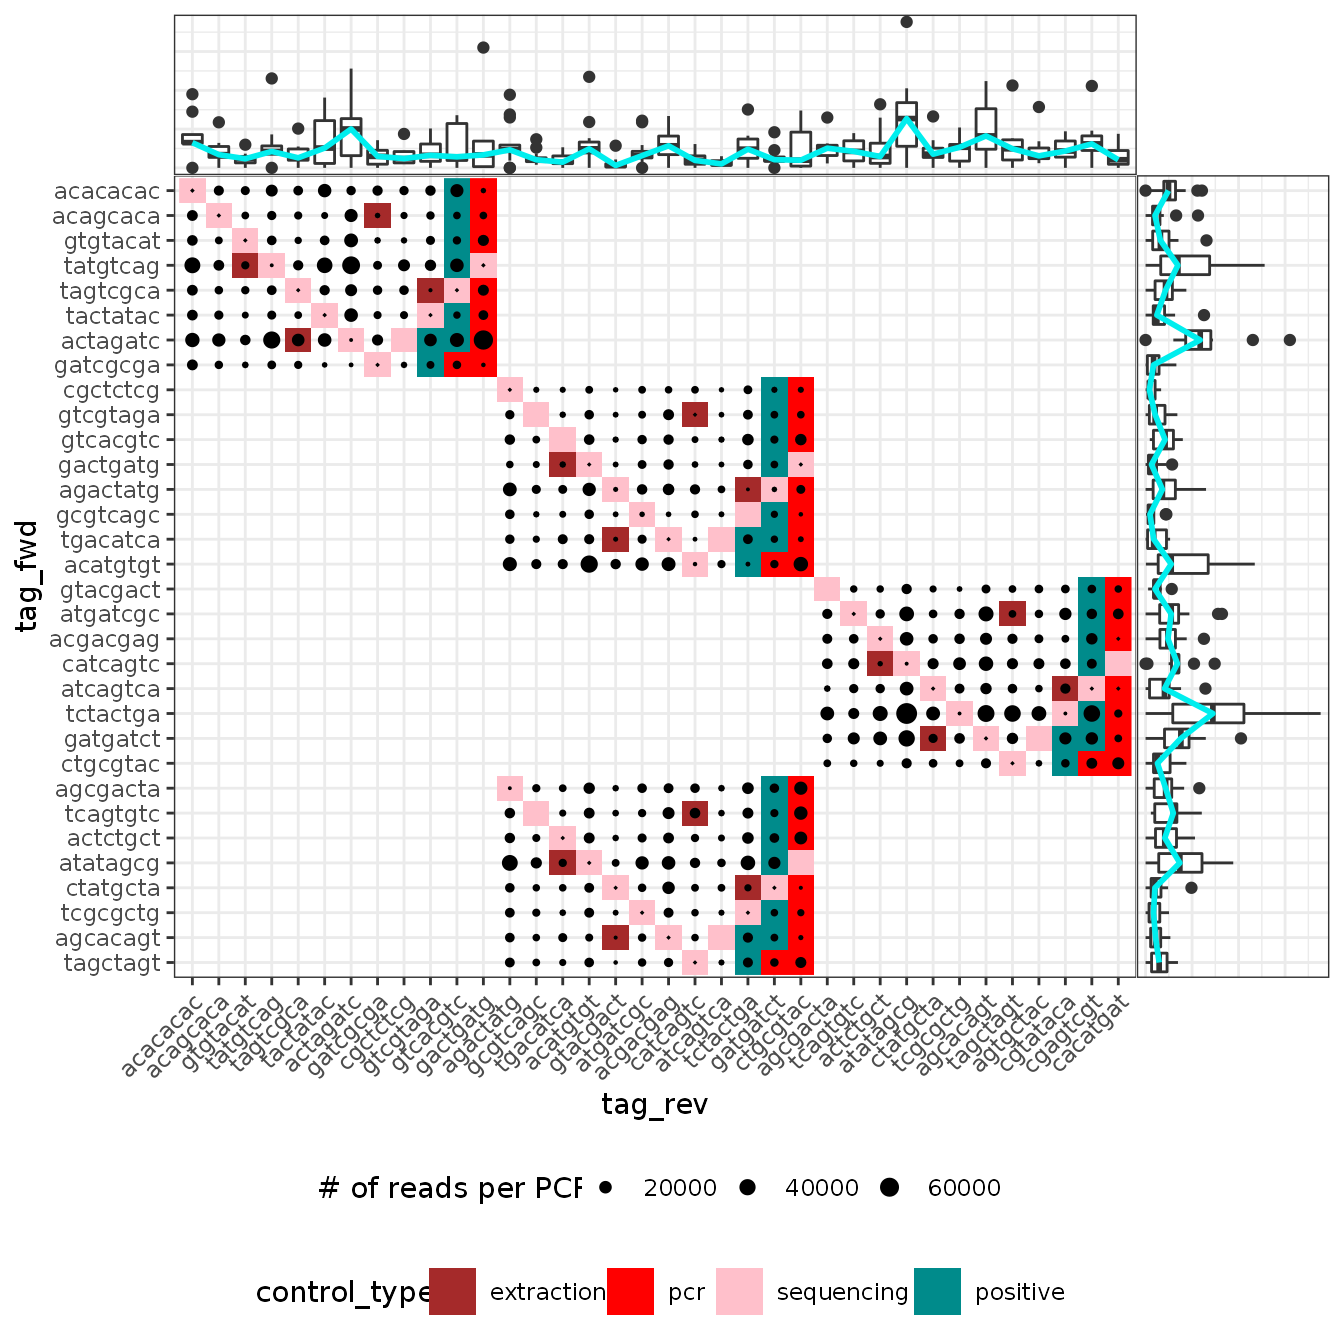 acacacac
acagcaca
gtgtacat
tatgtcag
tagtcgca
tactatac
actagatc
gatcgcga
cgctctcg
gtcgtaga
gtcacgtc
gactgatg
agactatg
gcgtcagc
tgacatca
acatgtgt
gtacgact
atgatcgc
acgacgag
catcagtc
atcagtca
tctactga
gatgatct
ctgcgtac
agcgacta
tcagtgtc
actctgct
atatagcg
ctatgcta
tcgcgctg
agcacagt
tagctagt
tag_fwd
acacacac
acagcaca
gtgtacat
tatgtcag
tagtcgca
tactatac
actagatc
gatcgcga
cgctctcg
gtcgtaga
gtcacgtc
gactgatg
agactatg
gcgtcagc
tgacatca
acatgtgt
gtacgact
atgatcgc
acgacgag
catcagtc
atcagtca
tctactga
gatgatct
ctgcgtac
agcgacta
tcagtgtc
actctgct
atatagcg
ctatgcta
tcgcgctg
agcacagt
tagctagt
agtgctac
cgtataca
cgagtcgt
cacatgat
tag_rev
# of reads per PCR 20000 40000 60000
control_type extraction pcr sequencing positive